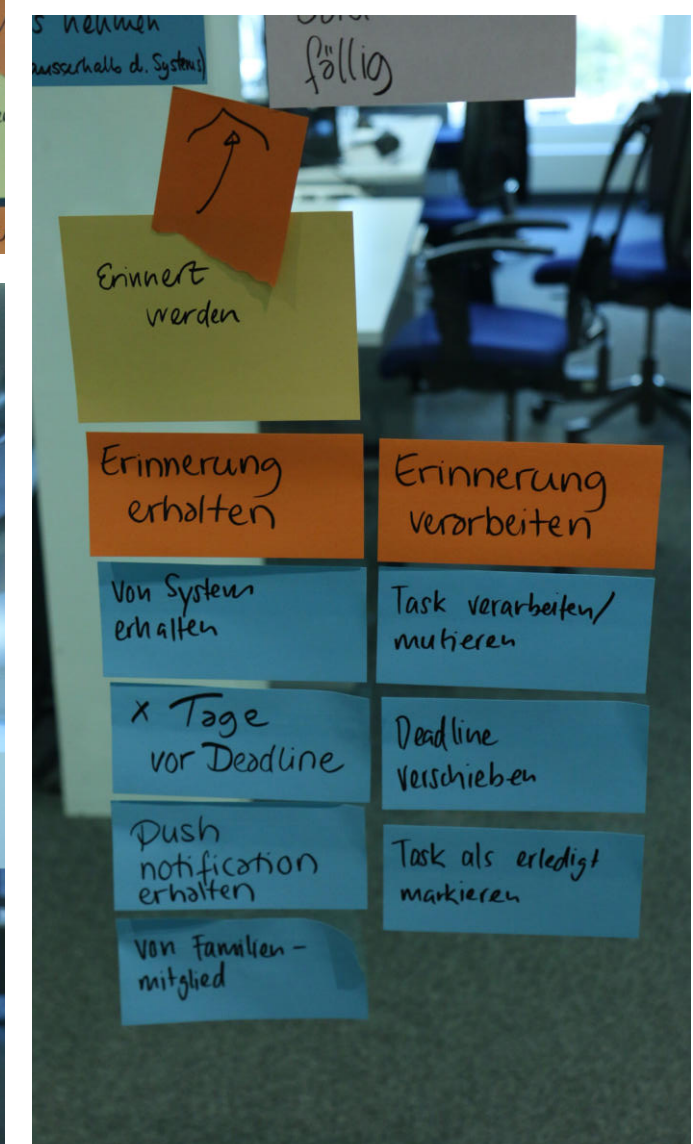 s nehmen
ausserhalb d. Systems)
fällig
Erinnert
werden
Erinnerung
erhalten
Von System
erhalten
x Tage
vor Deadline
Push
notification
erhalten
von Familien-
mitglied
Erinnerung
verarbeiten
Task verarbeiten/
mutieren
Deadline
verschieben
Task als erledigt
markieren